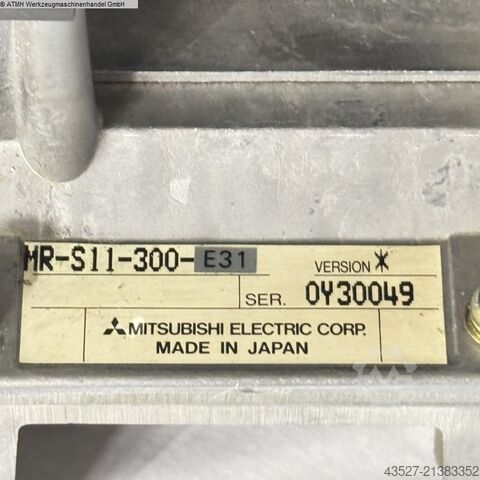 © ATMH Werkzeugmaschinenhandel GmbH
MR-S11-300-E31
VERSION *
SER. 0Y30049
MITSUBISHI ELECTRIC CORP.
MADE IN JAPAN
43527-21383352